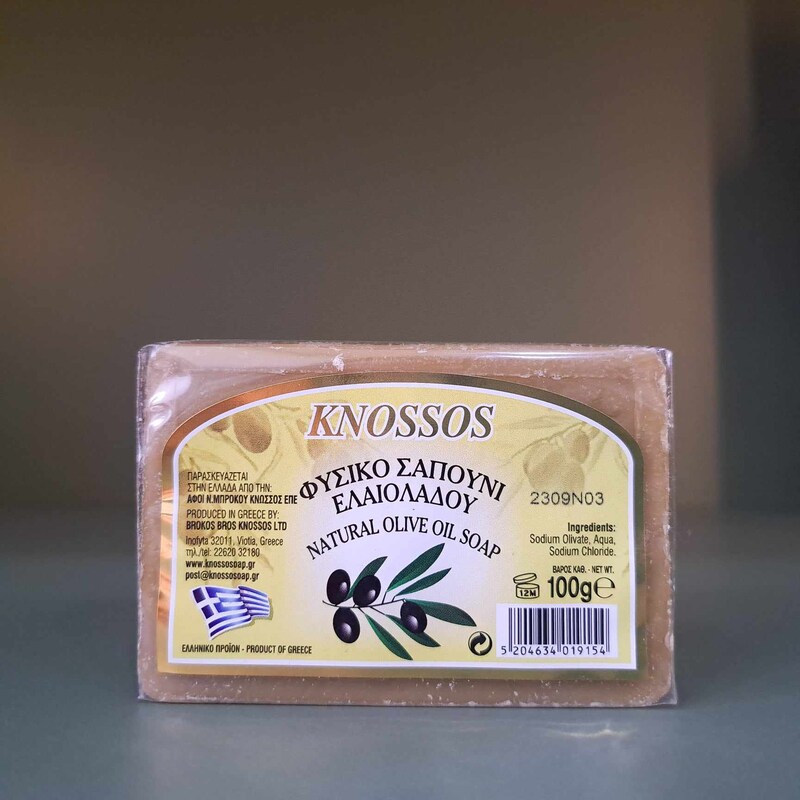 KNOSSOS
ΦΥΣΙΚΟ ΣΑΠΟΥΝΙ
ΕΛΑΙΟΛΑΔΟΥ
NATURAL OLIVE OIL SOAP
ΠΑΡΑΣΚΕΥΑΖΕΤΑΙ
ΣΤΗΝ ΕΛΛΑΔΑ ΑΠΟ ΤΗΝ:
ΑΦΟΙ Ν.ΜΠΡΟΚΟΥ ΚΝΩΣΣΟΣ ΕΠΕ
PRODUCED IN GREECE BY:
BROKOS BROS KNOSSOS LTD
Inofyta 32011, Viotia, Greece
τηλ./tel: 22620 32180
www.knossosoap.gr
post@knossosoap.gr
ΕΛΛΗΝΙΚΟ ΠΡΟΪΟΝ - PRODUCT OF GREECE
2309N03
Ingredients:
Sodium Olivate, Aqua,
Sodium Chloride.
ΒΑΡΟΣ ΚΑΘ. - NET WT.
12M 100g℮
5 204634 019154